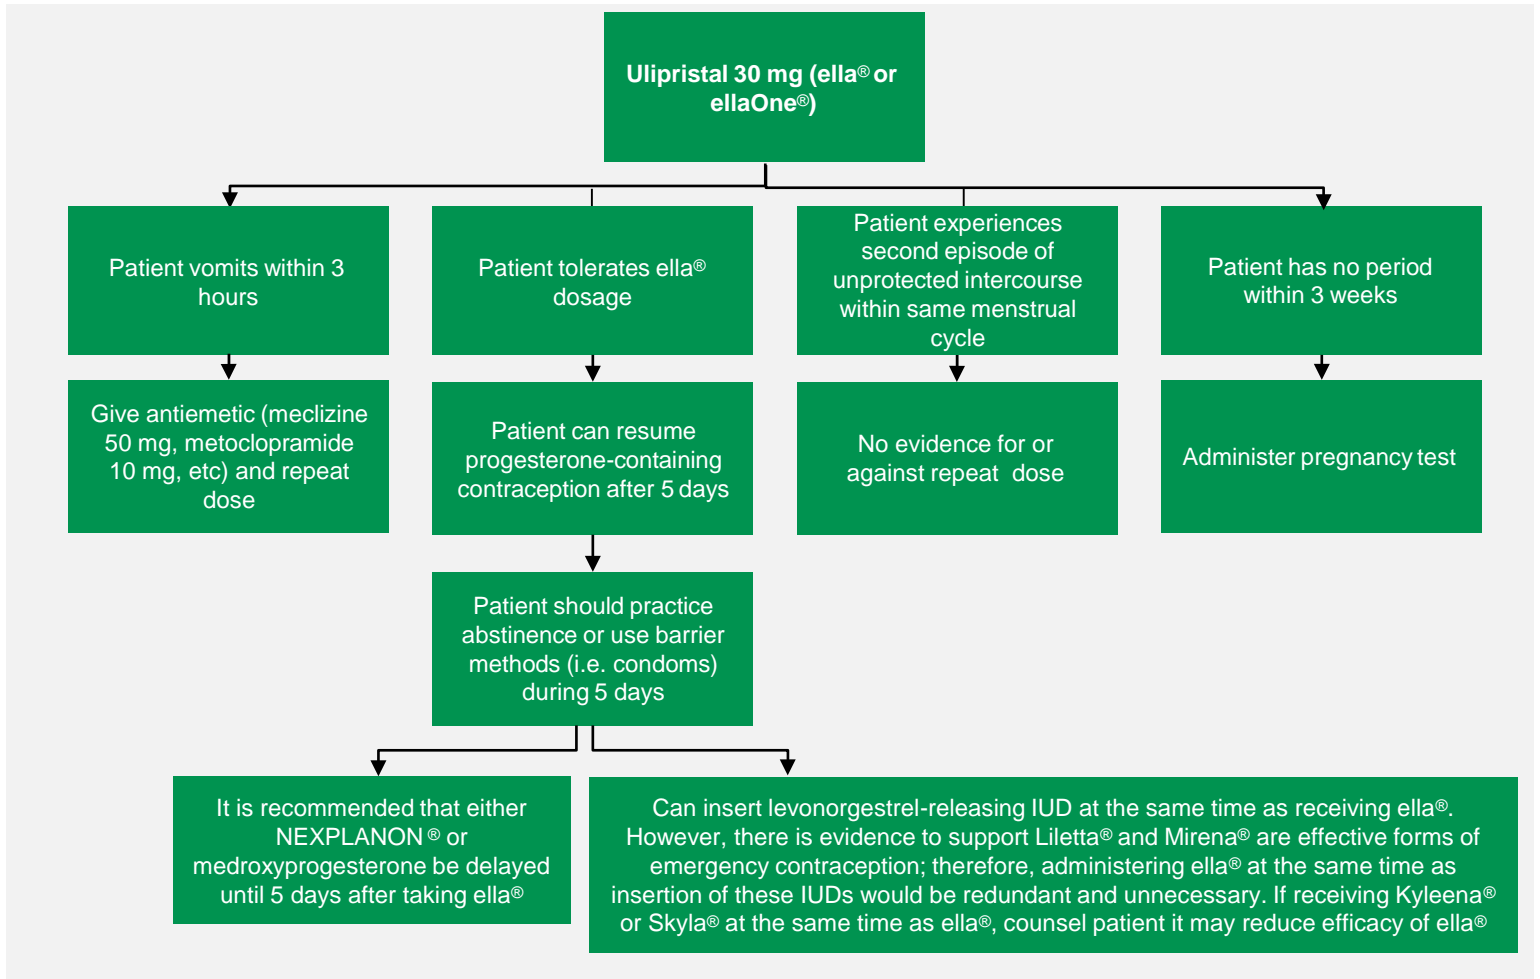 Ulipristal 30 mg (ella® or
ellaOne®)
Patient vomits within 3
hours
Patient tolerates ella®
dosage
Patient experiences
second episode of
unprotected intercourse
within same menstrual
cycle
Patient has no period
within 3 weeks
Give antiemetic (meclizine
50 mg, metoclopramide
10 mg, etc) and repeat
dose
Patient can resume
progesterone-containing
contraception after 5 days
No evidence for or
against repeat dose
Administer pregnancy test
Patient should practice
abstinence or use barrier
methods (i.e. condoms)
during 5 days
It is recommended that either
NEXPLANON® or
medroxyprogesterone be delayed
until 5 days after taking ella®
Can insert levonorgestrel-releasing IUD at the same time as receiving ella®.
However, there is evidence to support Liletta® and Mirena® are effective forms of
emergency contraception; therefore, administering ella® at the same time as
insertion of these IUDs would be redundant and unnecessary. If receiving Kyleena®
or Skyla® at the same time as ella®, counsel patient it may reduce efficacy of ella®